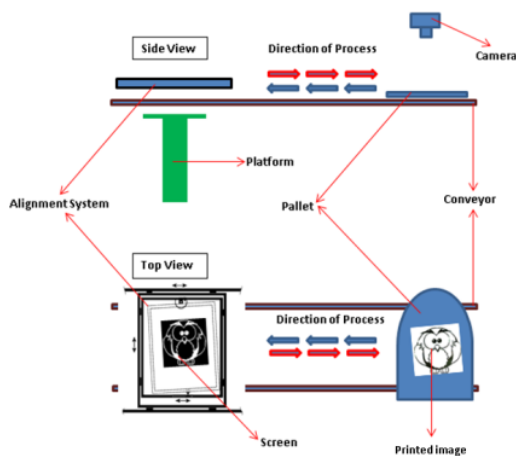 Side View
Direction of Process
Camera
Platform
Alignment System
Pallet
Conveyor
Top View
Direction of Process
Screen
Printed image